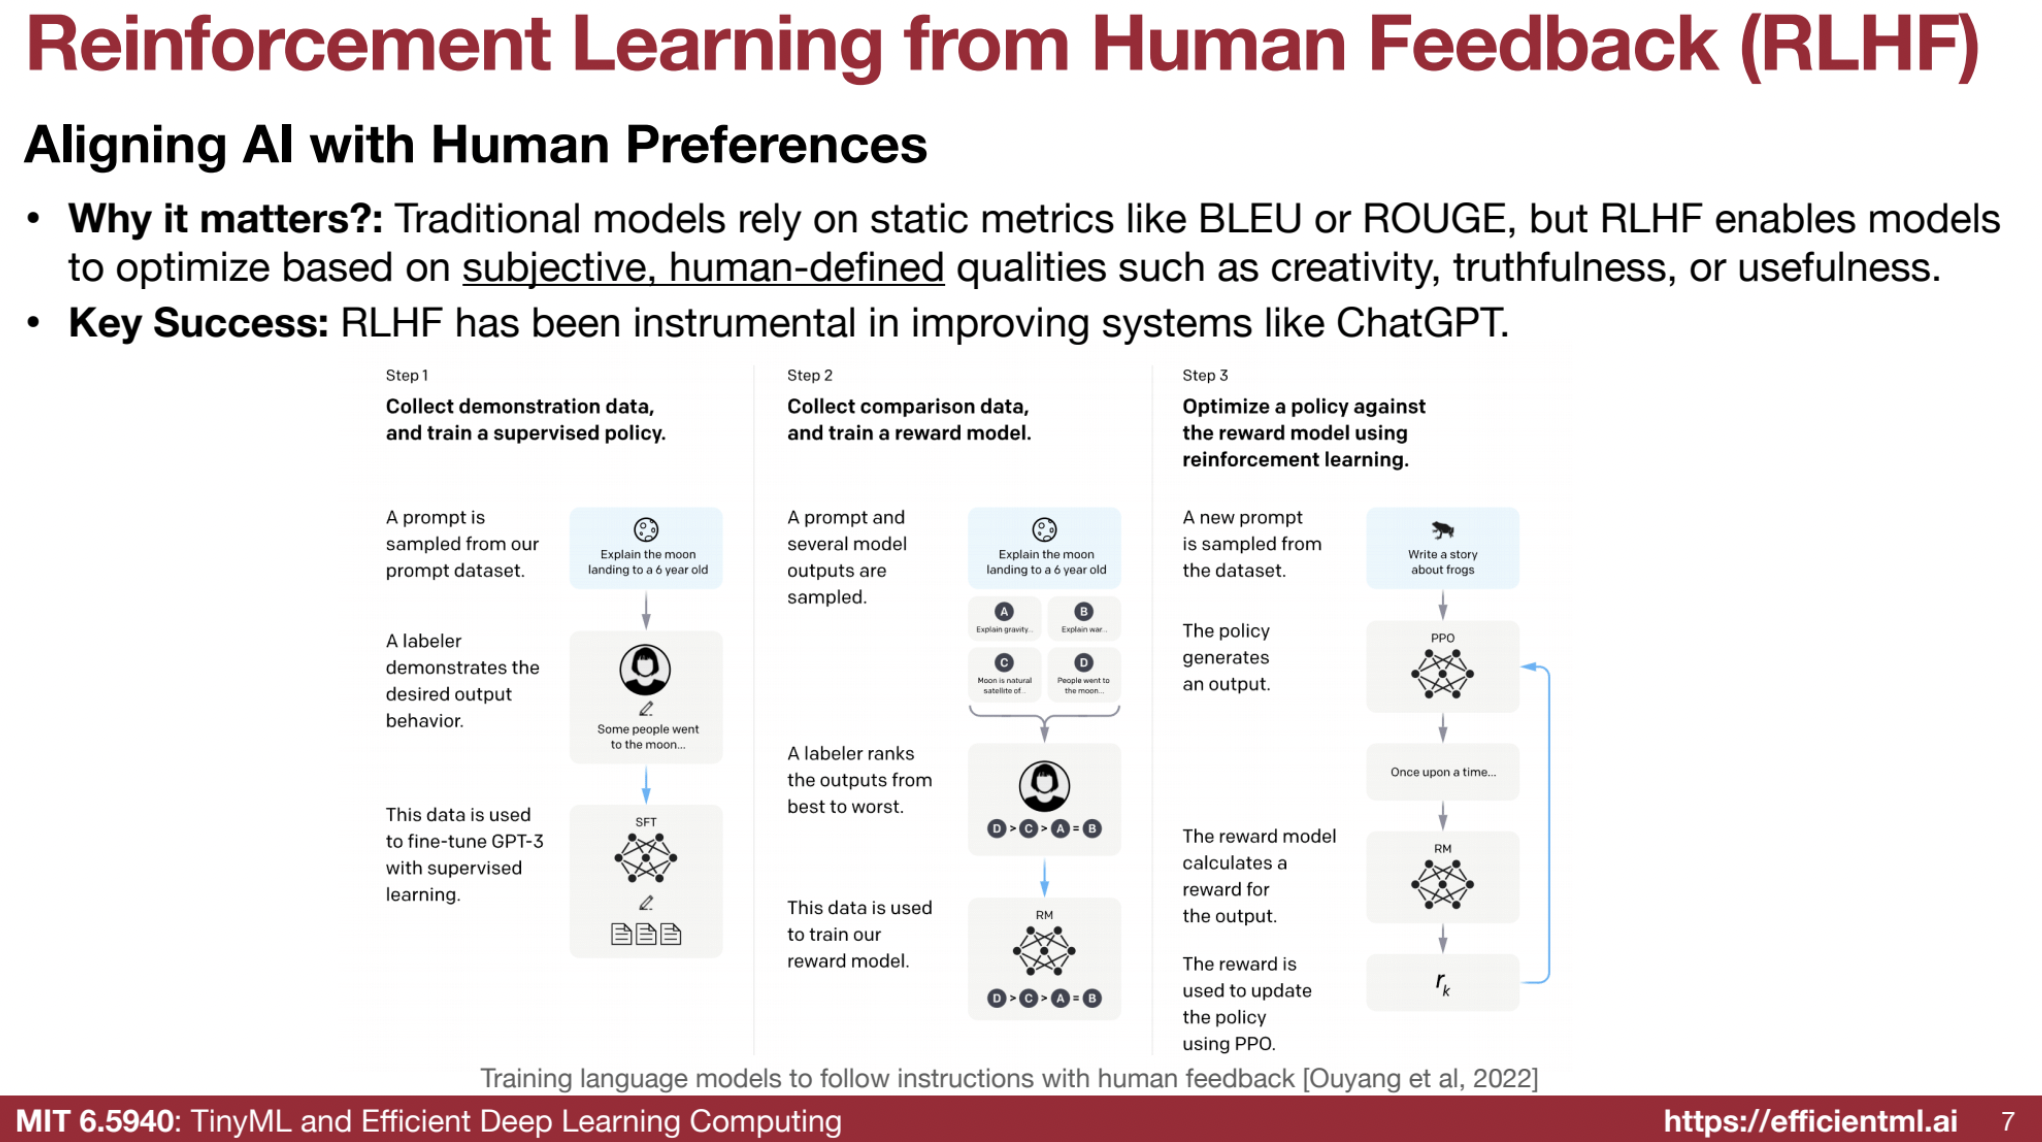 Reinforcement Learning from Human Feedback (RLHF)
Aligning AI with Human Preferences
• Why it matters?: Traditional models rely on static metrics like BLEU or ROUGE, but RLHF enables models
to optimize based on subjective, human-defined qualities such as creativity, truthfulness, or usefulness.
• Key Success: RLHF has been instrumental in improving systems like ChatGPT.
Step 1
Collect demonstration data,
and train a supervised policy.
A prompt is
sampled from our
prompt dataset.
Explain the moon
landing to a 6 year old
A labeler
demonstrates the
desired output
behavior.
Some people went
to the moon...
This data is used
to fine-tune GPT-3
with supervised
learning.
SFT
Step 2
Collect comparison data,
and train a reward model.
A prompt and
several model
outputs are
sampled.
Explain the moon
landing to a 6 year old
A
Explain gravity...
B
Explain war...
C
Moon is natural
satellite of...
D
People went to
the moon...
A labeler ranks
the outputs from
best to worst.
D > C > A = B
This data is used
to train our
reward model.
RM
D > C > A = B
Step 3
Optimize a policy against
the reward model using
reinforcement learning.
A new prompt
is sampled from
the dataset.
Write a story
about frogs
The policy
generates
an output.
PPO
Once upon a time...
The reward model
calculates a
reward for
the output.
RM
The reward is
used to update
the policy
using PPO.
rk
Training language models to follow instructions with human feedback [Ouyang et al, 2022]
MIT 6.5940: TinyML and Efficient Deep Learning Computing
https://efficientml.ai
7